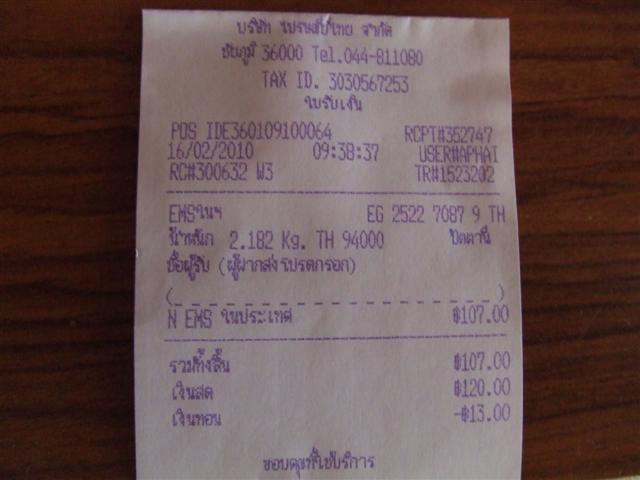 บริษัท ไปรษณีย์ไทย จำกัด
ชัยภูมิ 36000 Tel.044-811080
TAX ID. 3030567253
ใบรับเงิน
POS IDE360109100064 RCPT#352747
16/02/2010 09:38:37 USER#APHAI
RC#300632 W3 TR#1523202
EMSในฯ EG 2522 7087 9 TH
น้ำหนัก 2.182 Kg. TH 94000 ปัตตานี
ชื่อผู้รับ (ผู้ฝากส่งโปรดกรอก)
(_ _ _ _ _ _ _ _ _ _ _ _ _ _ _ _ _ _ _ _)
N EMS ในประเทศ ฿107.00
รวมทั้งสิ้น ฿107.00
เงินสด ฿120.00
เงินทอน -฿13.00
ขอบคุณที่ใช้บริการ